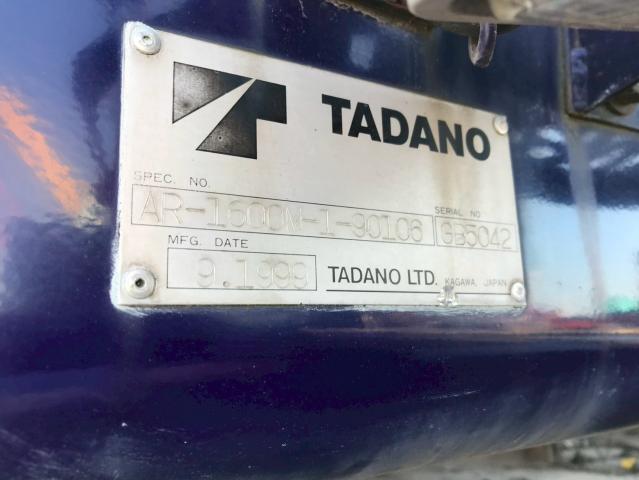 TADANO
SPEC. NO.
SERIAL NO
AR-1600M-1-90106
GB5042
MFG. DATE
9.1999
TADANO LTD. KAGAWA, JAPAN